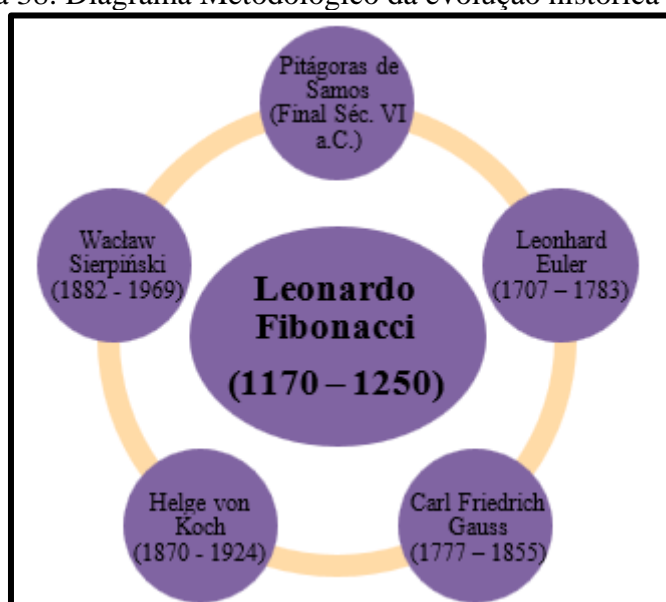 a 38: Diagrama Metodológico da evolução histórica
Pitágoras de
Samos
(Final Séc. VI
a.C.)
Leonhard
Euler
(1707 – 1783)
Carl Friedrich
Gauss
(1777 – 1855)
Helge von
Koch
(1870 - 1924)
Wacław
Sierpiński
(1882 - 1969)
Leonardo
Fibonacci
(1170 – 1250)